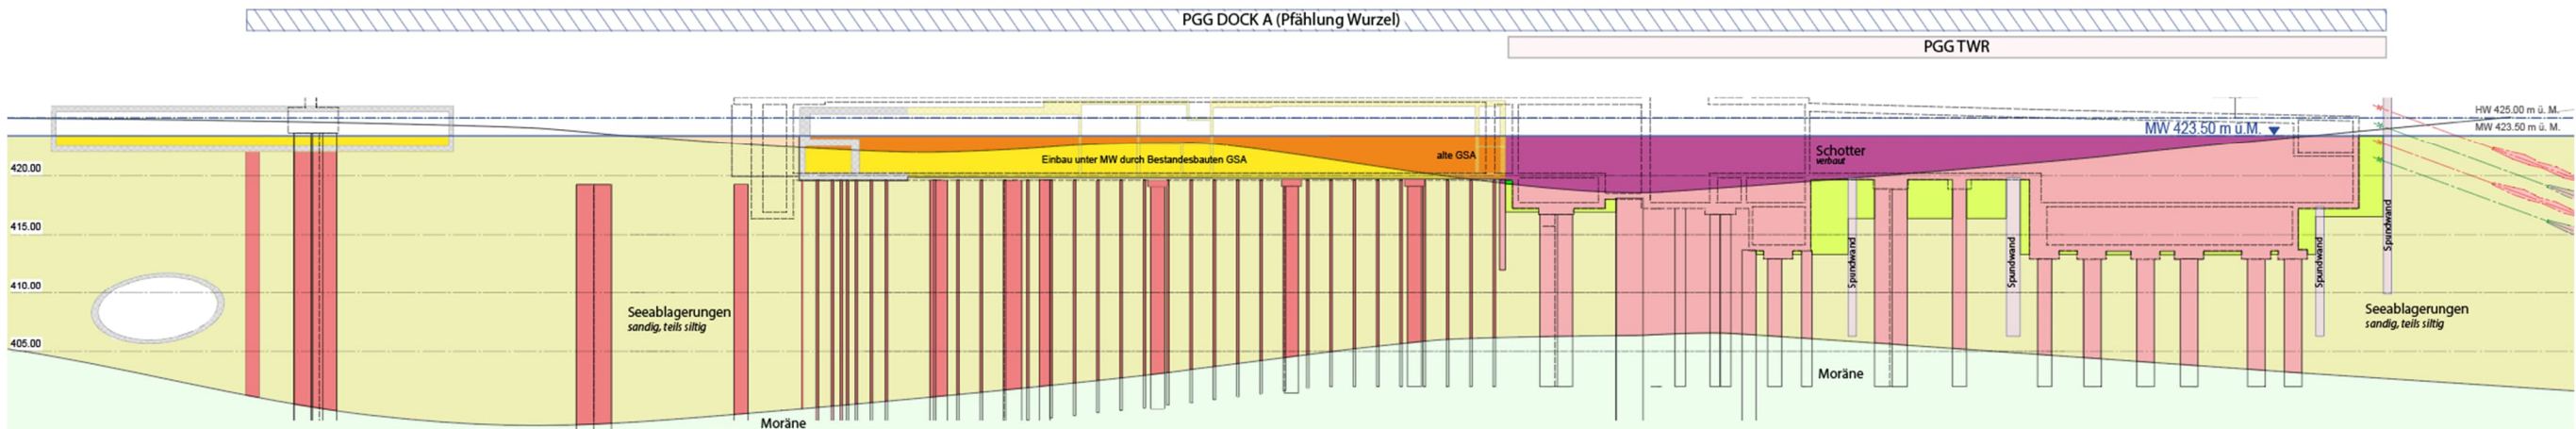 PGG DOCK A (Pfählung Wurzel)
PGG TWR
HW 425.00 m ü. M.
MW 423.50 m ü.M.
MW 423.50 m ü. M.
Schotter
verbaut
alte GSA
Einbau unter MW durch Bestandesbauten GSA
420.00
415.00
410.00
405.00
Seeablagerungen
sandig, teils siltig
Spundwand
Spundwand
Spundwand
Spundwand
Seeablagerungen
sandig, teils siltig
Moräne
Moräne